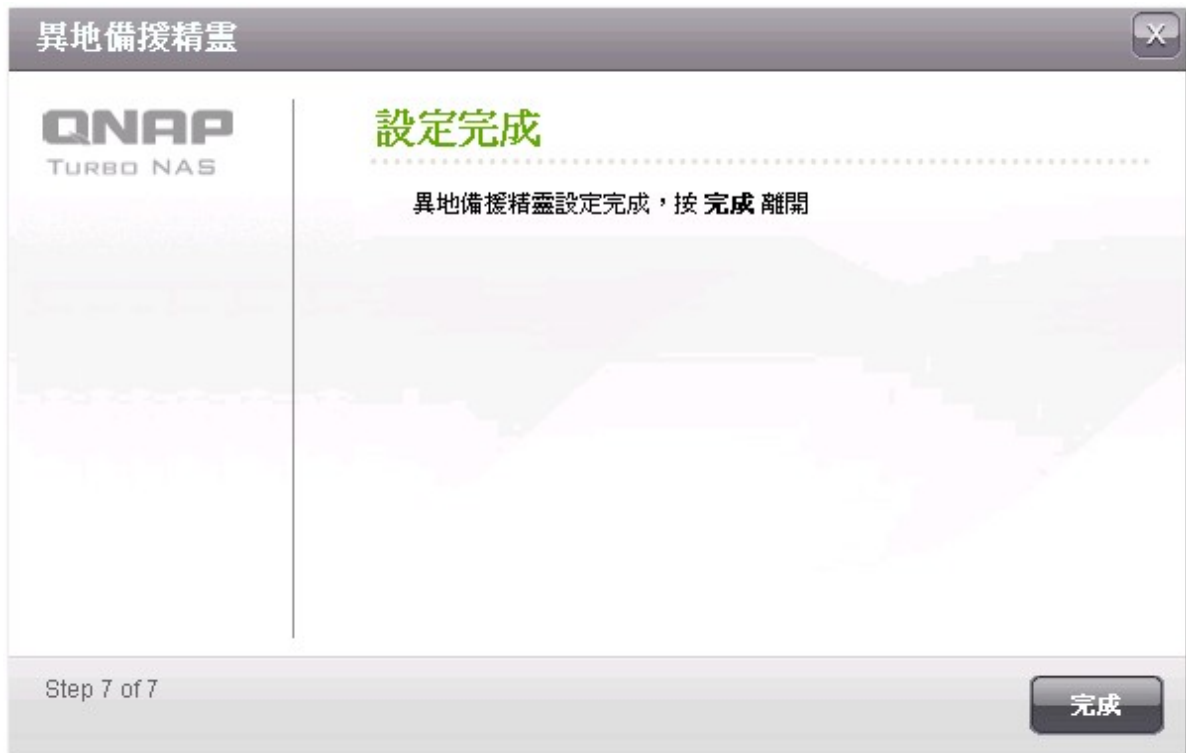 異地備援精靈
X
QNAP
TURBO NAS
設定完成
異地備援精靈設定完成，按 完成 離開
Step 7 of 7
完成